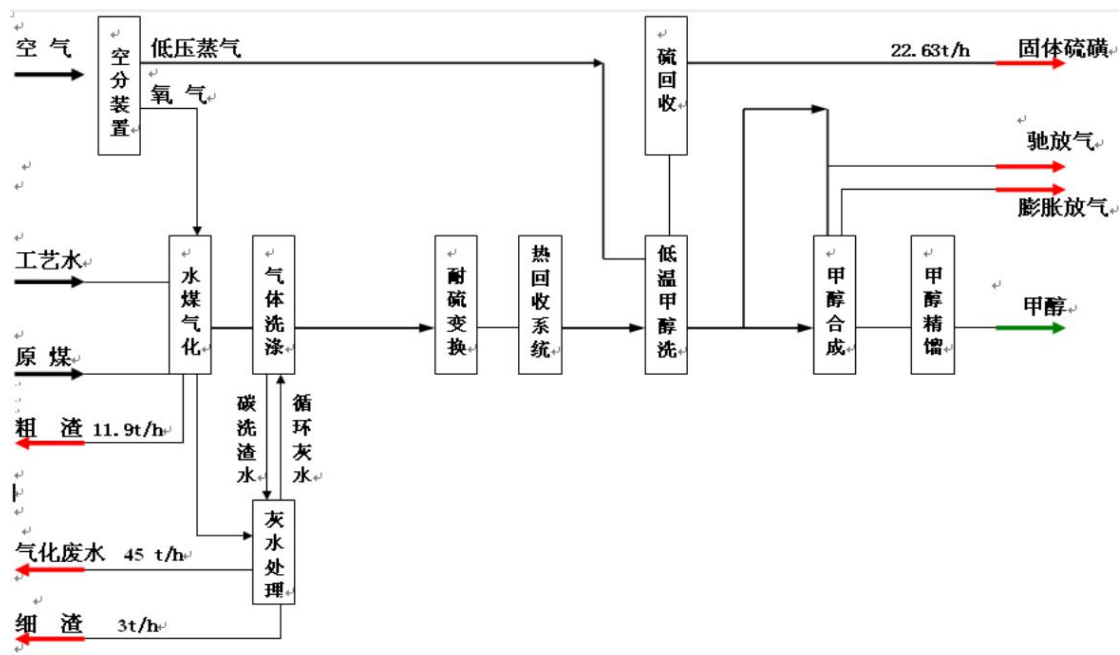 空 气
空分装置
低压蒸气
氧 气
硫回收
22.63t/h
固体硫磺
驰放气
膨胀放气
工艺水
原 煤
水煤气化
气体洗涤
耐硫变换
热回收系统
低温甲醇洗
甲醇合成
甲醇精馏
甲醇
粗 渣 11.9t/h
碳洗渣水
循环灰水
灰水处理
气化废水 45 t/h
细 渣 3t/h